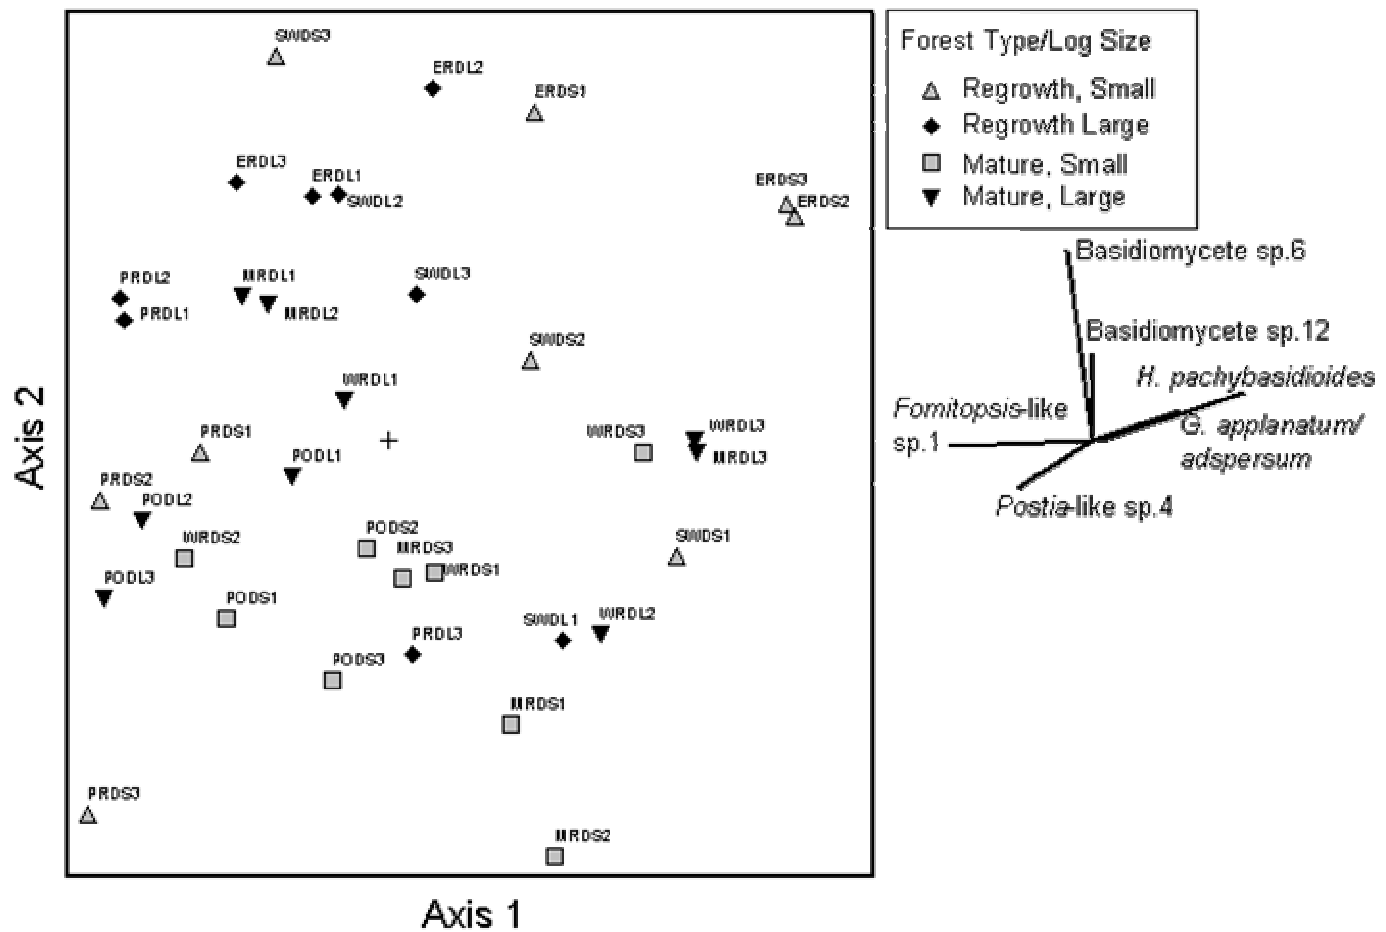 SWDS3
ERDL2
ERDS1
ERDL3
ERDL1
SWDL2
ERDS3
ERDS2
PRDL2
PRDL1
MRDL1
MRDL2
SWDL3
SWDS2
WRDL1
PRDS1
WRDS3
WRDL3
MRDL3
PODL1
PRDS2
PODL2
WRDS2
PODS2
MRDS3
WRDS1
SWDS1
PODL3
PODS1
SWDL1
WRDL2
PRDL3
PODS3
MRDS1
PRDS3
MRDS2
Axis 2
Axis 1
Forest Type/Log Size
Regrowth, Small
Regrowth Large
Mature, Small
Mature, Large
Basidiomycete sp.6
Basidiomycete sp.12
H. pachybasidioides
Fomitopsis-like
sp.1
G. applanatum/
adspersum
Postia-like sp.4